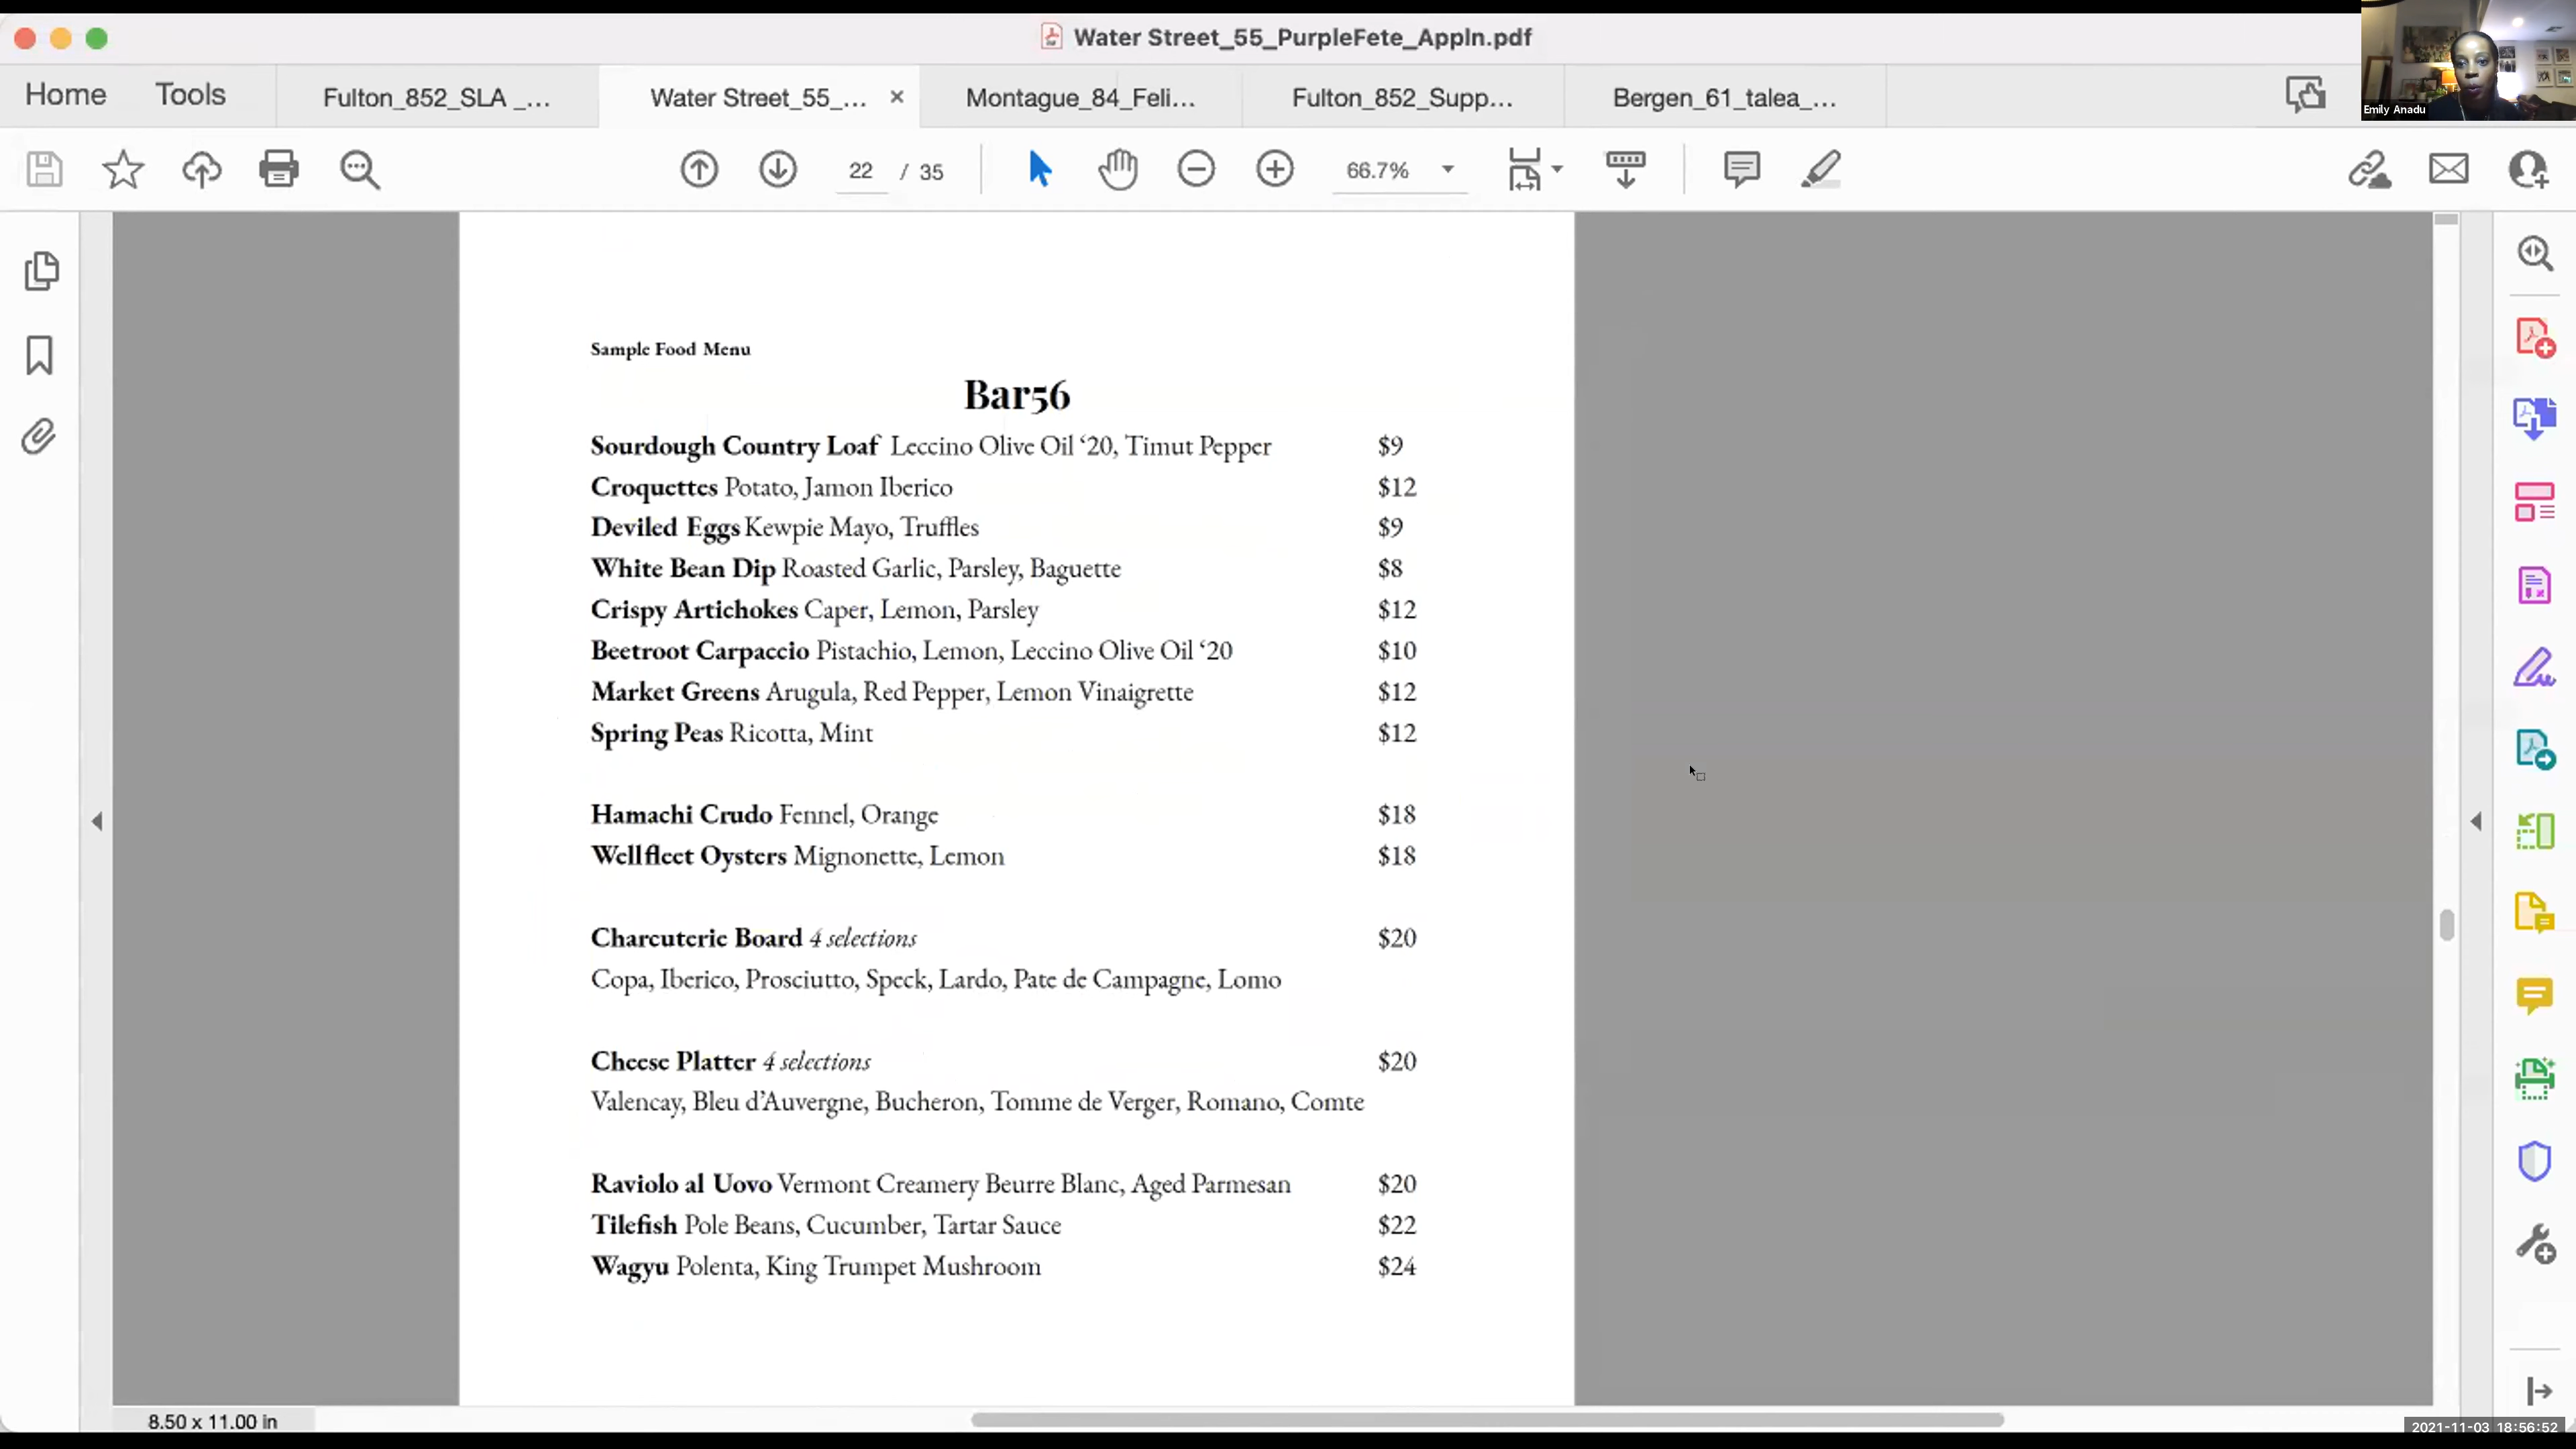 Water Street_55_PurpleFete_Appln.pdf
Emily Anadu
Home Tools Fulton_852_SLA _... Water Street_55_... × Montague_84_Feli... Fulton_852_Supp... Bergen_61_talea_...
22 / 35 66.7%
Sample Food Menu
Bar56
Sourdough Country Loaf Leccino Olive Oil ‘20, Timut Pepper $9
Croquettes Potato, Jamon Iberico $12
Deviled Eggs Kewpie Mayo, Truffles $9
White Bean Dip Roasted Garlic, Parsley, Baguette $8
Crispy Artichokes Caper, Lemon, Parsley $12
Beetroot Carpaccio Pistachio, Lemon, Leccino Olive Oil ‘20 $10
Market Greens Arugula, Red Pepper, Lemon Vinaigrette $12
Spring Peas Ricotta, Mint $12
Hamachi Crudo Fennel, Orange $18
Wellfleet Oysters Mignonette, Lemon $18
Charcuterie Board 4 selections $20
Copa, Iberico, Prosciutto, Speck, Lardo, Pate de Campagne, Lomo
Cheese Platter 4 selections $20
Valencay, Bleu d’Auvergne, Bucheron, Tomme de Verger, Romano, Comte
Raviolo al Uovo Vermont Creamery Beurre Blanc, Aged Parmesan $20
Tilefish Pole Beans, Cucumber, Tartar Sauce $22
Wagyu Polenta, King Trumpet Mushroom $24
8.50 x 11.00 in
2021-11-03 18:56:52